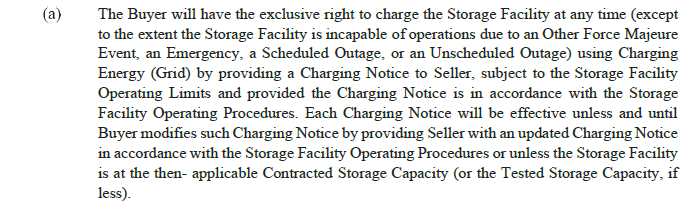 (a) The Buyer will have the exclusive right to charge the Storage Facility at any time (except
to the extent the Storage Facility is incapable of operations due to an Other Force Majeure
Event, an Emergency, a Scheduled Outage, or an Unscheduled Outage) using Charging
Energy (Grid) by providing a Charging Notice to Seller, subject to the Storage Facility
Operating Limits and provided the Charging Notice is in accordance with the Storage
Facility Operating Procedures. Each Charging Notice will be effective unless and until
Buyer modifies such Charging Notice by providing Seller with an updated Charging Notice
in accordance with the Storage Facility Operating Procedures or unless the Storage Facility
is at the then- applicable Contracted Storage Capacity (or the Tested Storage Capacity, if
less).